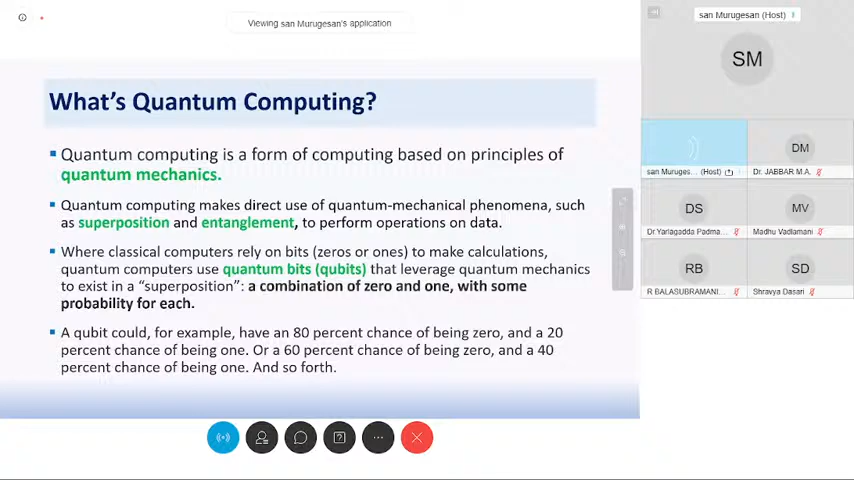 Viewing san Murugesan's application
What's Quantum Computing?
Quantum computing is a form of computing based on principles of
quantum mechanics.
Quantum computing makes direct use of quantum-mechanical phenomena, such
as superposition and entanglement, to perform operations on data.
Where classical computers rely on bits (zeros or ones) to make calculations,
quantum computers use quantum bits (qubits) that leverage quantum mechanics
to exist in a "superposition": a combination of zero and one, with some
probability for each.
A qubit could, for example, have an 80 percent chance of being zero, and a 20
percent chance of being one. Or a 60 percent chance of being zero, and a 40
percent chance of being one. And so forth.
san Murugesan (Host)
SM
san Muruges... (Host)
DM
Dr. JABBAR M.A.
DS
Dr.Yarlagadda Padma...
MV
Madhu Vadlamani
RB
R BALASUBRAMANI...
SD
Shravya Dasari